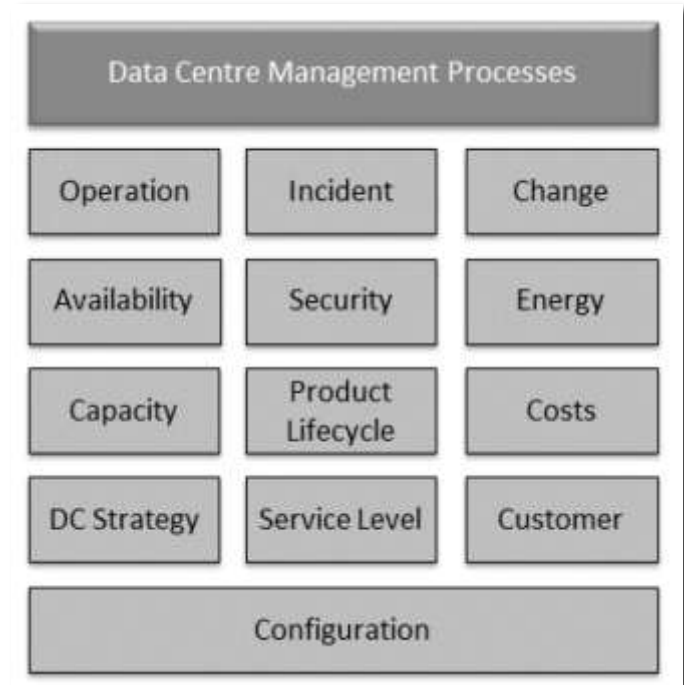 Data Centre Management Processes
Operation
Incident
Change
Availability
Security
Energy
Capacity
Product
Lifecycle
Costs
DC Strategy
Service Level
Customer
Configuration